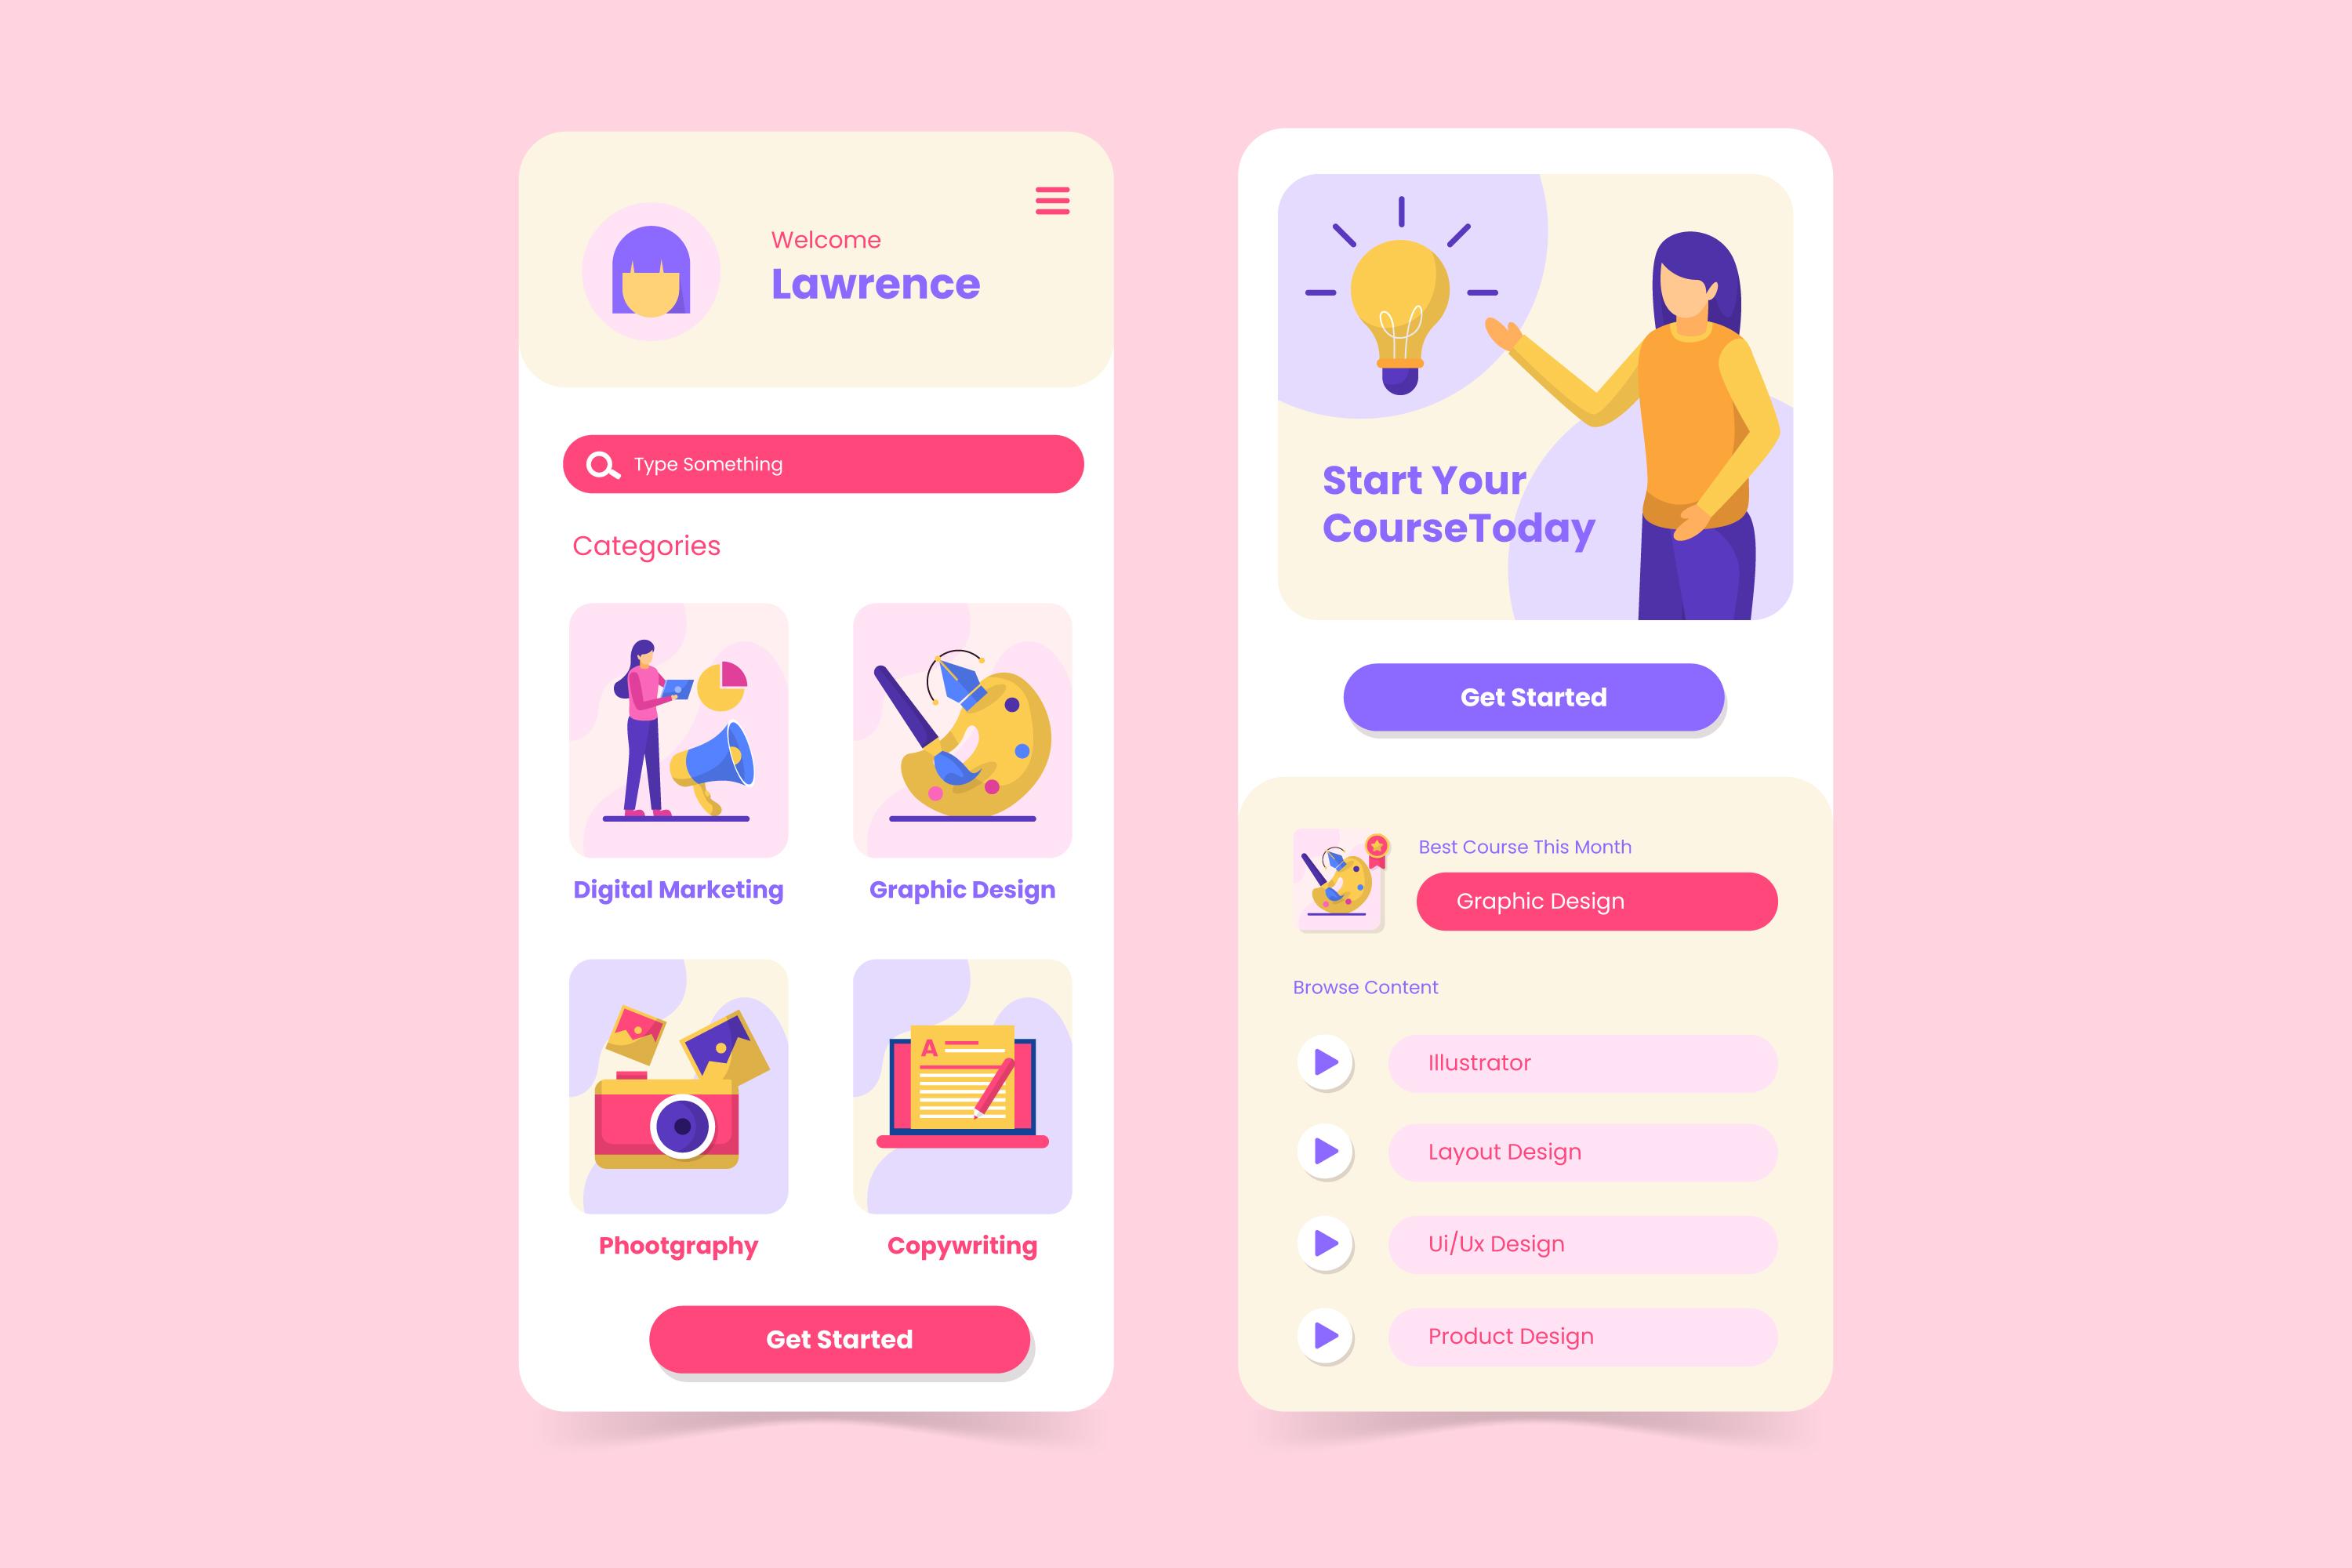 Welcome
Lawrence
Type Something
Categories
Digital Marketing
Graphic Design
A
Phootgraphy
Copywriting
Get Started
Start Your
CourseToday
Get Started
Best Course This Month
Graphic Design
Browse Content
Illustrator
Layout Design
Ui/Ux Design
Product Design